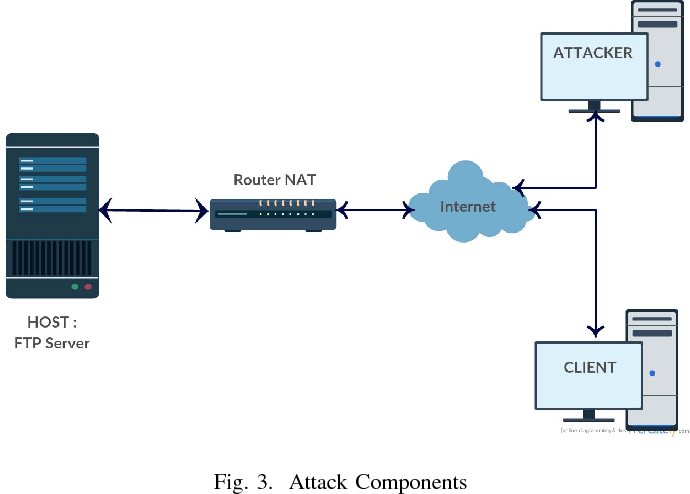 ATTACKER
Router NAT
Internet
HOST :
FTP Server
CLIENT
Fig. 3. Attack Components